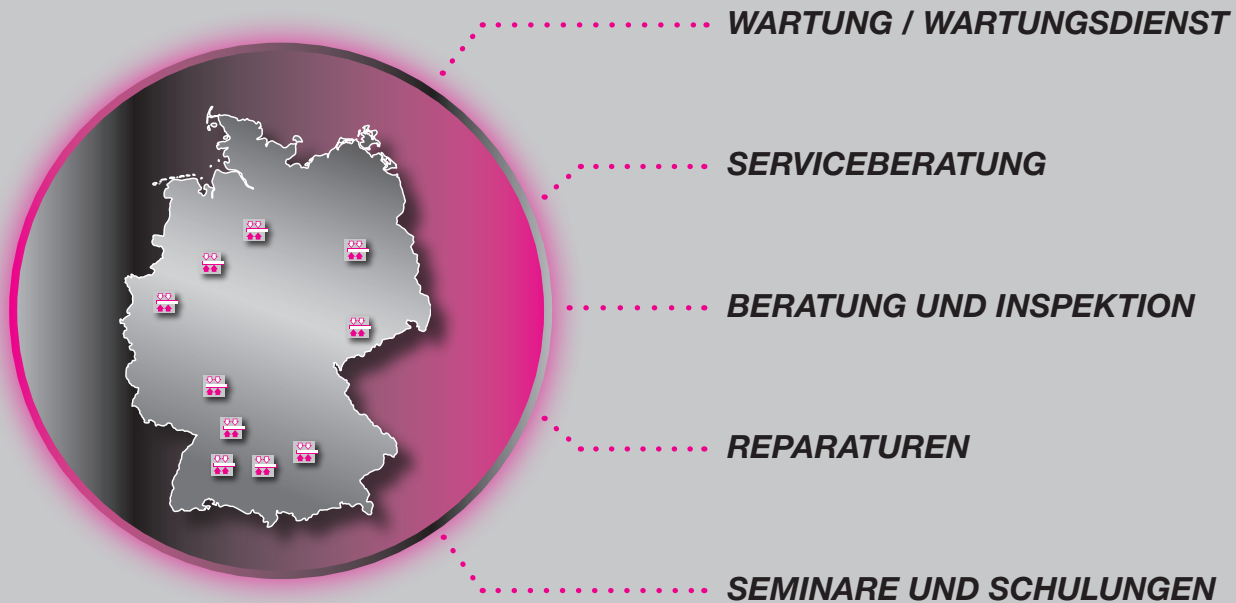 WARTUNG / WARTUNGSDIENST
SERVICEBERATUNG
BERATUNG UND INSPEKTION
REPARATUREN
SEMINARE UND SCHULUNGEN